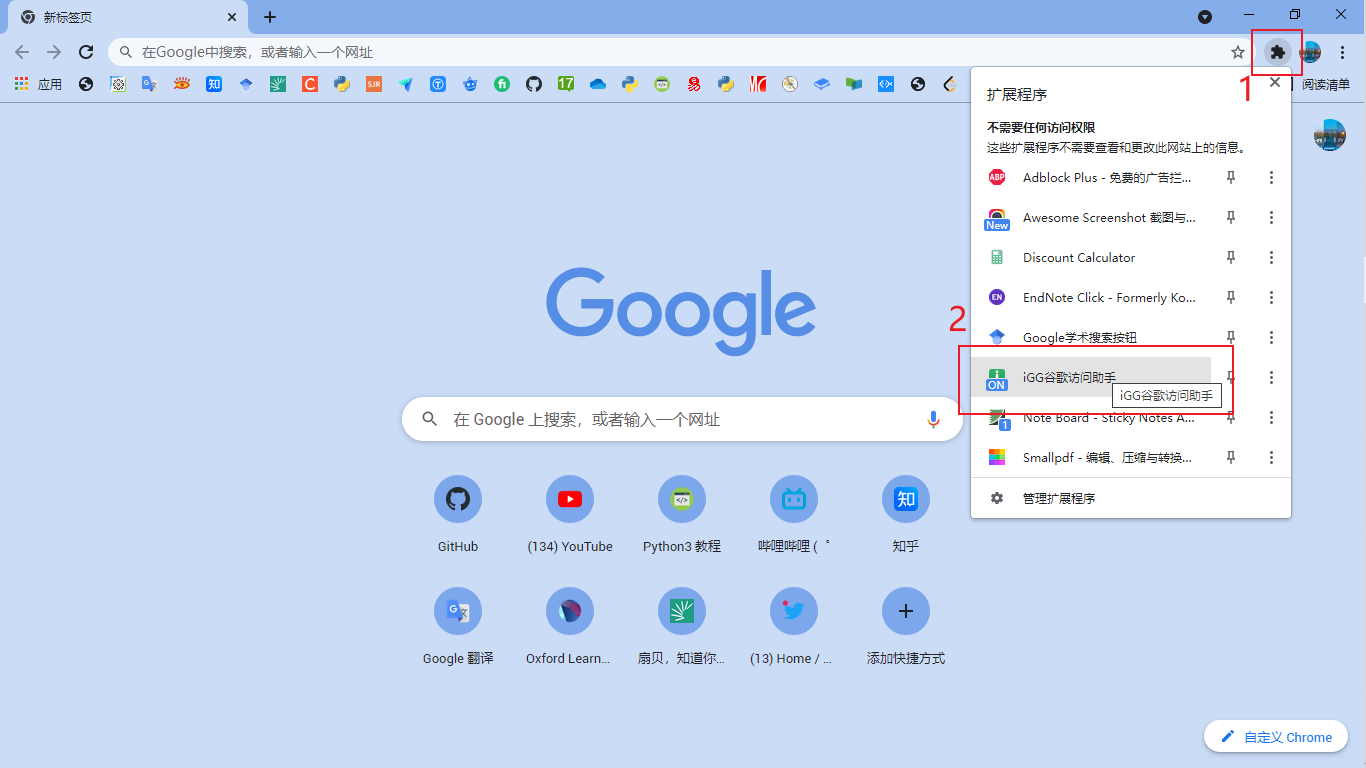 新标签页
在Google中搜索，或者输入一个网址
应用
知
SJR
17
阅读清单
1
扩展程序
不需要任何访问权限
这些扩展程序不需要查看和更改此网站上的信息。
ABP
Adblock Plus - 免费的广告拦...
New
Awesome Screenshot 截图与...
Discount Calculator
EN
EndNote Click - Formerly Ko...
2
Google学术搜索按钮
ON
iGG谷歌访问助手
iGG谷歌访问助手
1
Note Board - Sticky Notes A...
Smallpdf - 编辑、压缩与转换...
管理扩展程序
Google
在 Google 上搜索，或者输入一个网址
知
GitHub
(134) YouTube
Python3 教程
哔哩哔哩 ( ゜
知乎
Google 翻译
Oxford Learn...
扇贝，知道你...
(13) Home / ...
添加快捷方式
自定义 Chrome